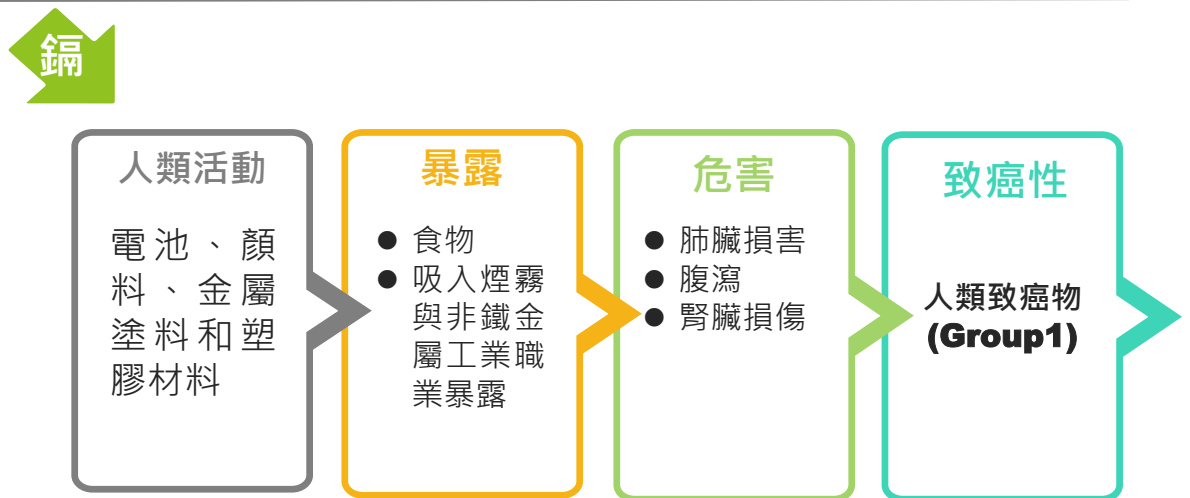 鎘
人類活動
電池、顏
料、金屬
塗料和塑
膠材料
暴露
● 食物
● 吸入煙霧
與非鐵金
屬工業職
業暴露
危害
● 肺臟損害
● 腹瀉
● 腎臟損傷
致癌性
人類致癌物
(Group1)